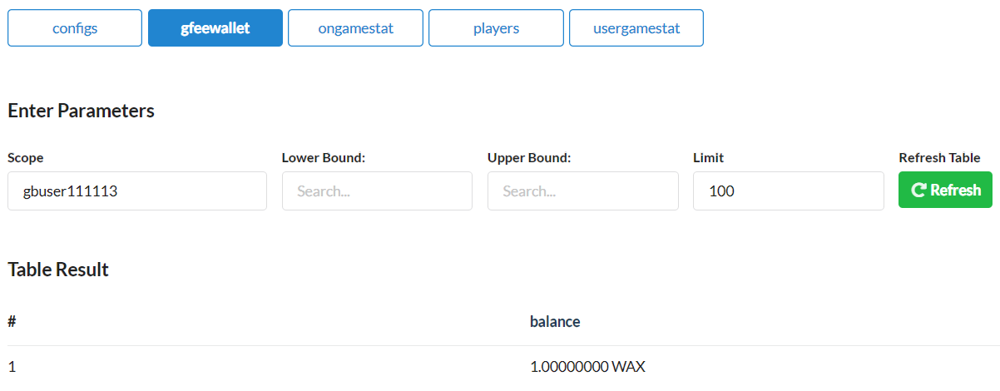 configs gfeewallet ongamestat players usergamestat
Enter Parameters
Scope Lower Bound: Upper Bound: Limit Refresh Table
gbuser111113 Search... Search... 100 Refresh
Table Result
# balance
1 1.00000000 WAX